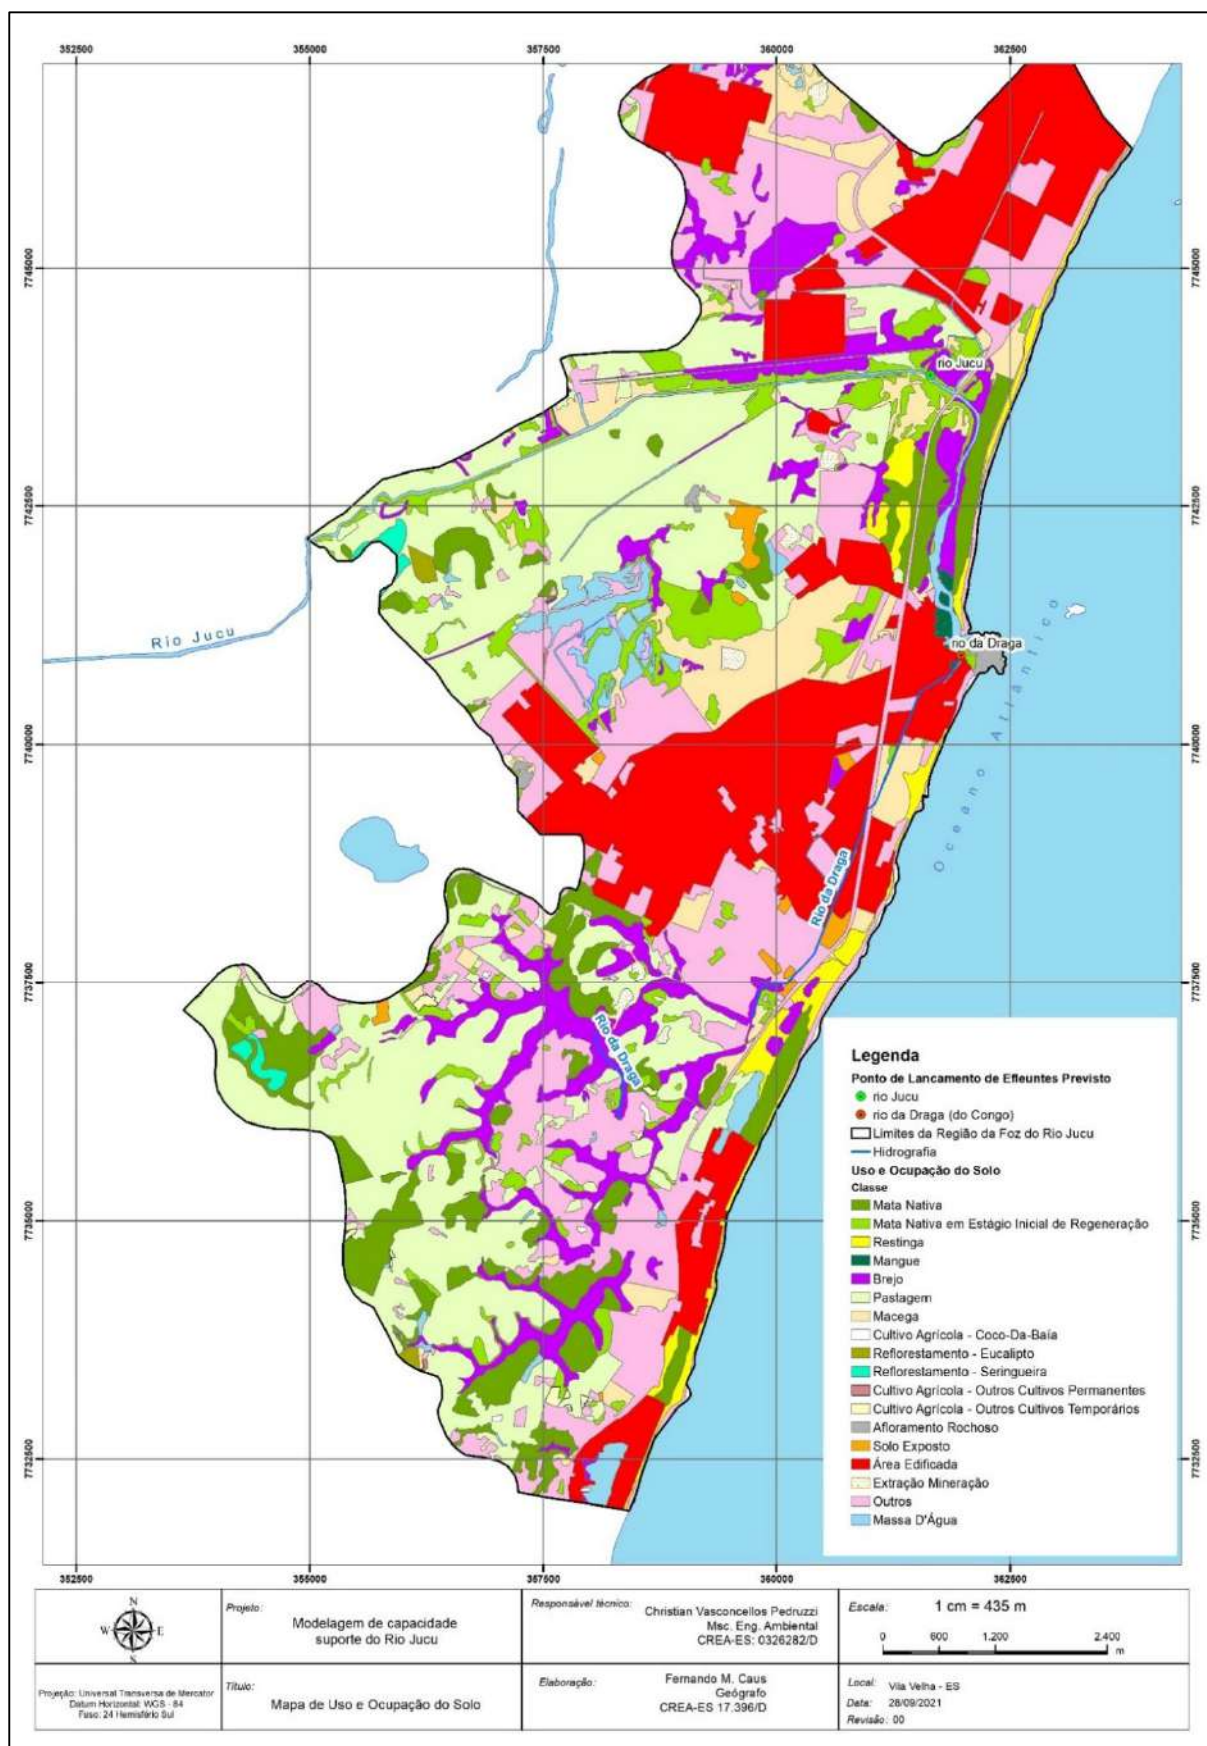 352500 355000 357500 360000 362500
7745000 7745000
rio Jucu
7742500 7742500
Rio Jucu
rio da Draga
Oceano Atlântico
7740000 7740000
Rio da Draga
7737500 7737500
Rio da Draga
7735000 7735000
7732500 7732500
Legenda
Ponto de Lancamento de Efleuntes Previsto
rio Jucu
rio da Draga (do Congo)
Limites da Região da Foz do Rio Jucu
Hidrografia
Uso e Ocupação do Solo
Classe
Mata Nativa
Mata Nativa em Estágio Inicial de Regeneração
Restinga
Mangue
Brejo
Pastagem
Macega
Cultivo Agrícola - Coco-Da-Baía
Reflorestamento - Eucalipto
Reflorestamento - Seringueira
Cultivo Agrícola - Outros Cultivos Permanentes
Cultivo Agrícola - Outros Cultivos Temporários
Afloramento Rochoso
Solo Exposto
Área Edificada
Extração Mineração
Outros
Massa D'Água
352500 355000 357500 360000 362500
N
W E
S
Projeto:
Modelagem de capacidade
suporte do Rio Jucu
Responsável técnico:
Christian Vasconcellos Pedruzzi
Msc. Eng. Ambiental
CREA-ES: 0326282/D
Escala: 1 cm = 435 m
0 600 1.200 2.400
m
Projeção: Universal Transversa de Mercator
Datum Horizontal: WGS - 84
Fuso: 24 Hemisfério Sul
Título:
Mapa de Uso e Ocupação do Solo
Elaboração:
Fernando M. Caus
Geógrafo
CREA-ES 17.396/D
Local: Vila Velha - ES
Data: 28/09/2021
Revisão: 00